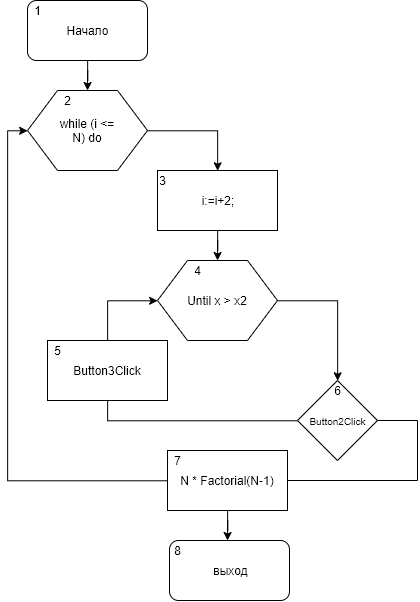 1
Начало
2
while (i <=
N) do
3
i:=i+2;
4
Until x > x2
5
Button3Click
6
Button2Click
7
N * Factorial(N-1)
8
выход